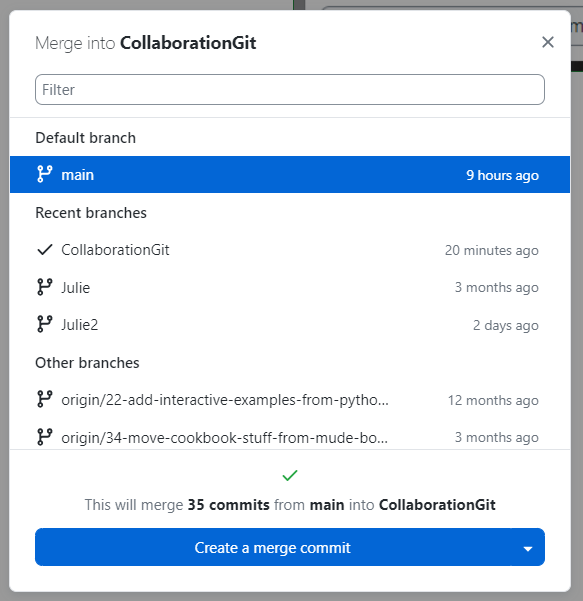 Merge into CollaborationGit
Filter
Default branch
main 9 hours ago
Recent branches
CollaborationGit 20 minutes ago
Julie 3 months ago
Julie2 2 days ago
Other branches
origin/22-add-interactive-examples-from-pytho... 12 months ago
origin/34-move-cookbook-stuff-from-mude-bo... 3 months ago
This will merge 35 commits from main into CollaborationGit
Create a merge commit